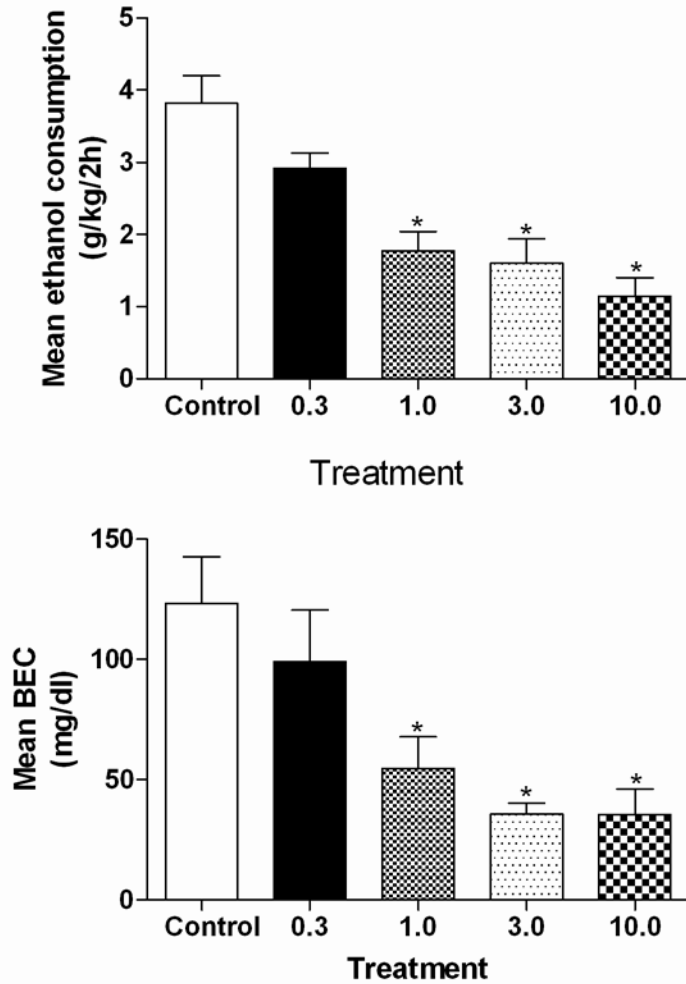 Mean ethanol consumption
(g/kg/2h)
5
4
3
2
1
0
*
*
*
Control 0.3 1.0 3.0 10.0
Treatment
Mean BEC
(mg/dl)
150
100
50
0
*
*
*
Control 0.3 1.0 3.0 10.0
Treatment